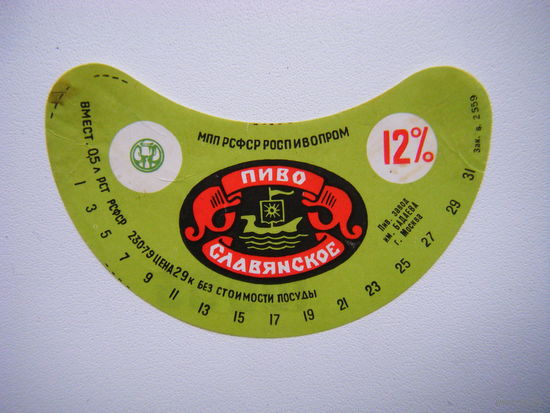 МПП РСФСР РОСПИВОПРОМ
12%
ПИВО
СЛАВЯНСКОЕ
Пив. завод
им. БАДАЕВА
г. Москва
Зак. в. 2559
ВМЕСТ. 0,5 л РСТ РСФСР 230-79 ЦЕНА 29 к БЕЗ СТОИМОСТИ ПОСУДЫ
1 3 5 7 9 11 13 15 17 19 21 23 25 27 29 31